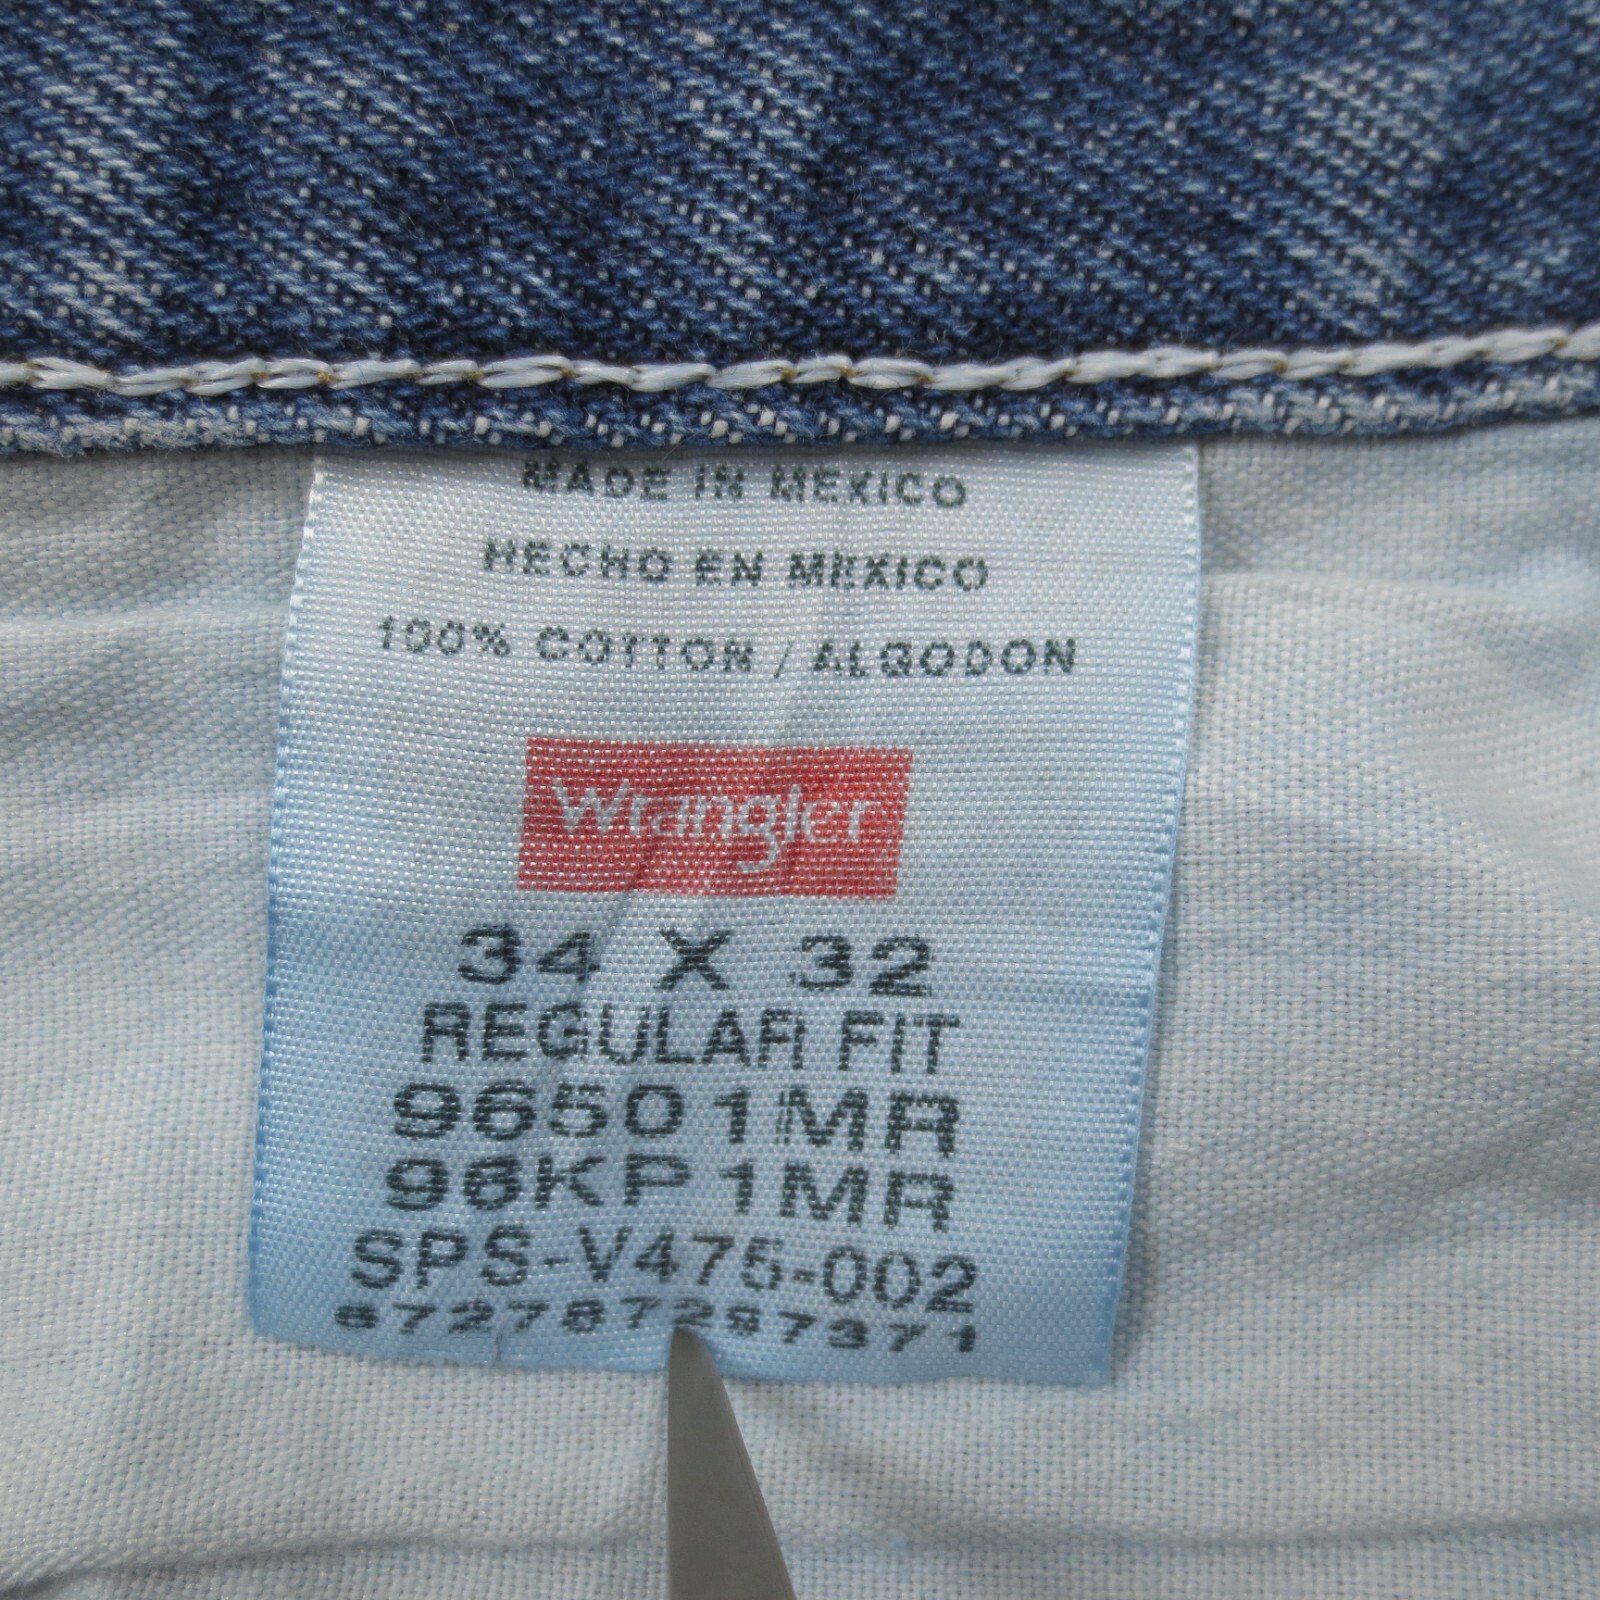 MADE IN MEXICO
HECHO EN MEXICO
100% COTTON / ALGODON
Wrangler
34 X 32
REGULAR FIT
96501MR
96KP1MR
SPS-V475-002